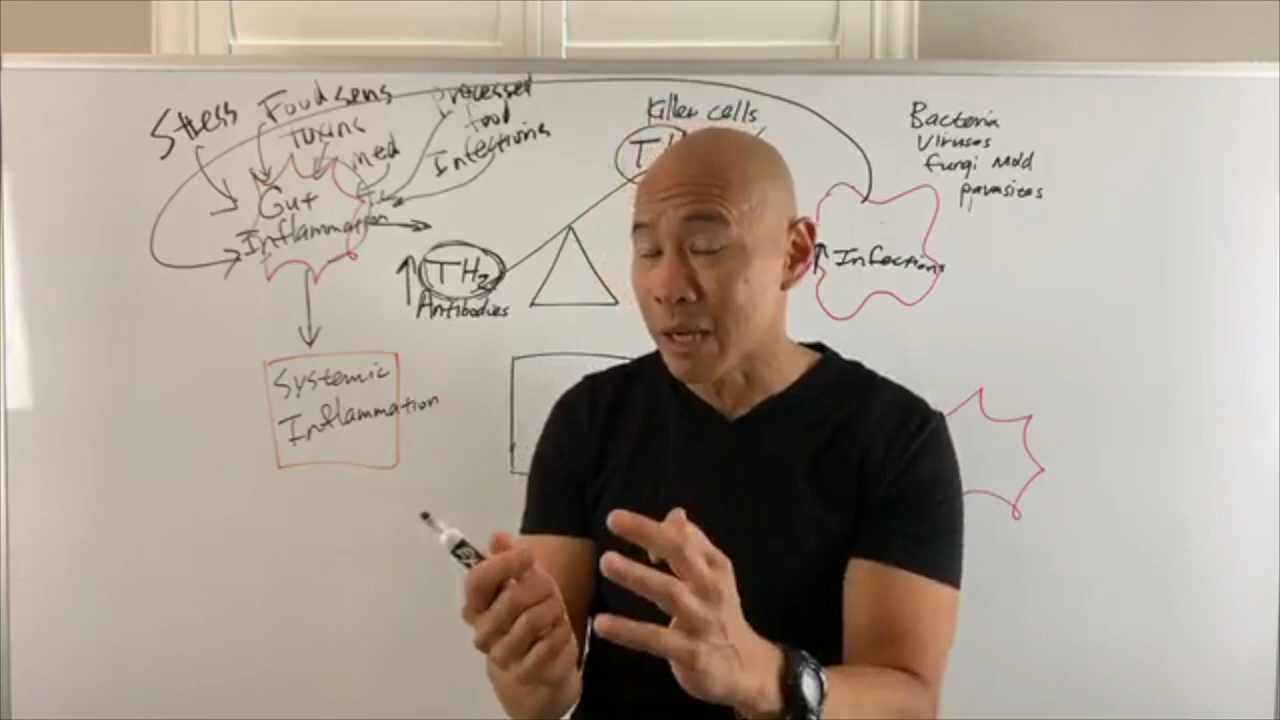 Stress
Food sens
Toxins
med
Processed
food
Infections
Gut
Inflammation
Systemic
Inflammation
TH2
Antibodies
Killer cells
Infections
Bacteria
Viruses
Fungi Mold
parasites